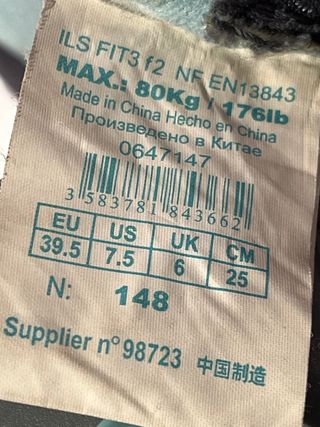 ILS FIT3 f2 NF EN13843
MAX.: 80Kg / 176lb
Made in China Hecho en China
Произведено в Китае
0647147
3 583781 843662
EU US UK CM
39.5 7.5 6 25
N: 148
Supplier n° 98723 中国制造